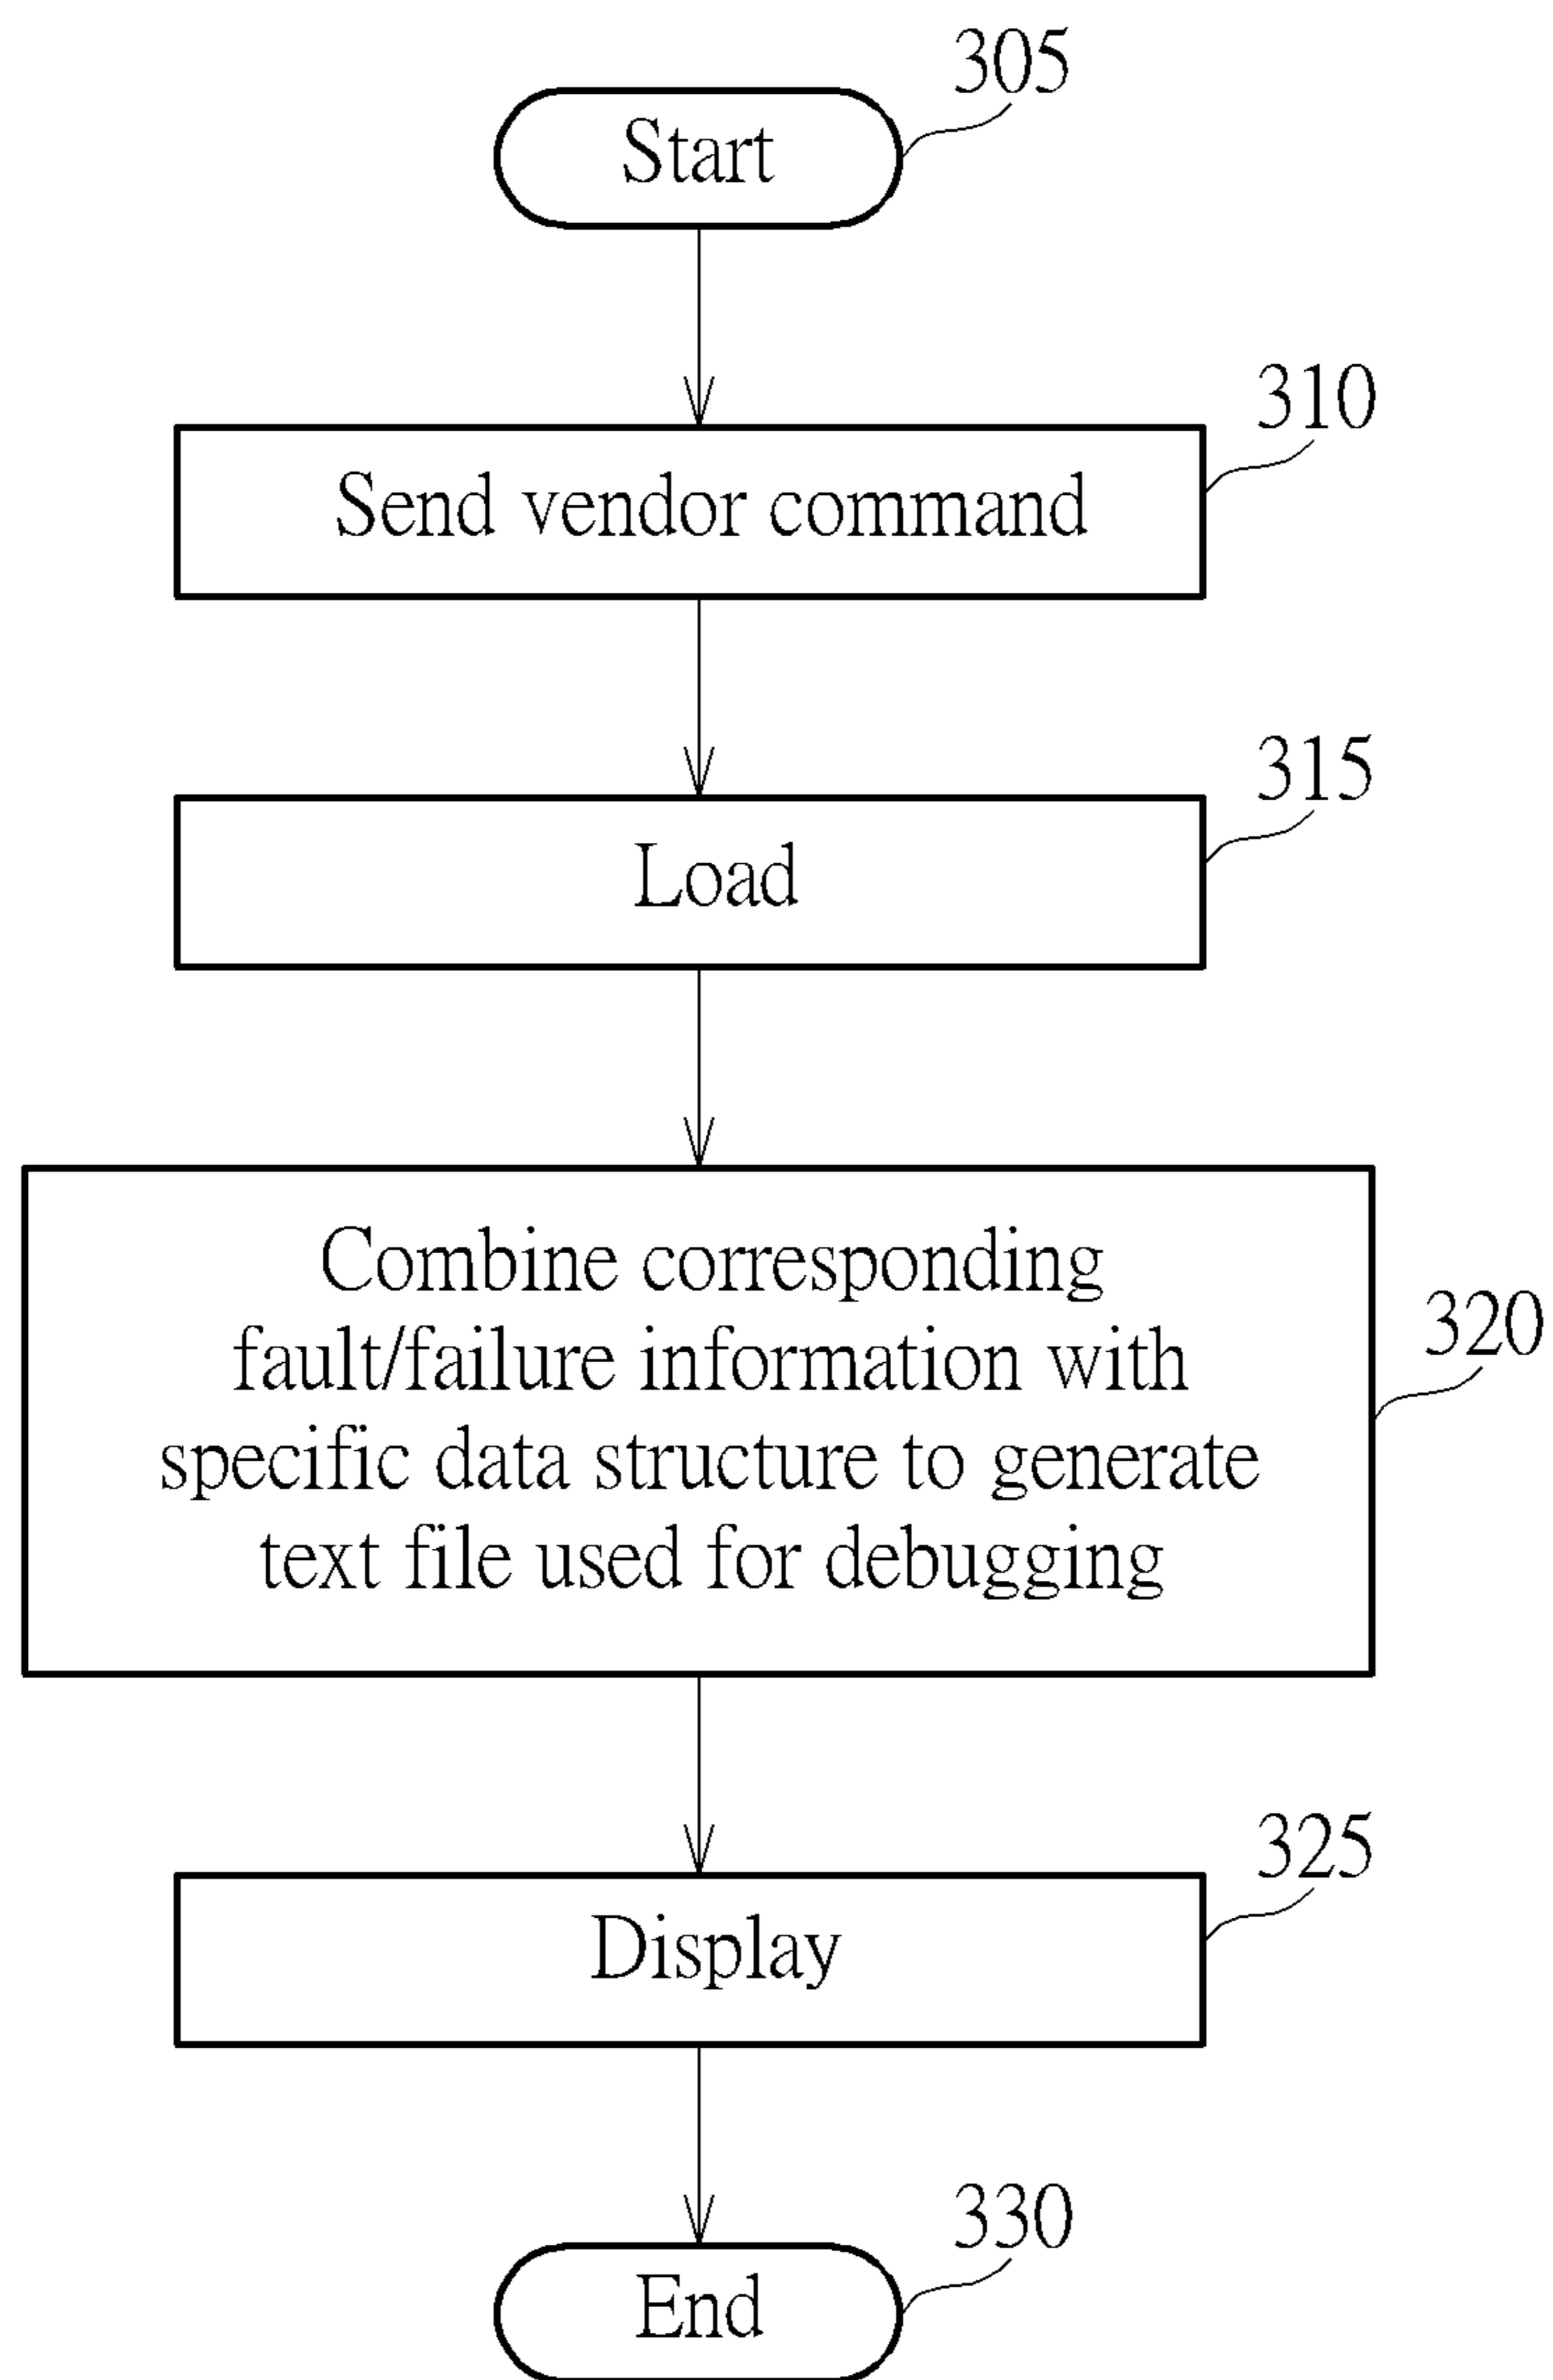 305
Start
310
Send vendor command
315
Load
Combine corresponding
fault/failure information with
specific data structure to generate
text file used for debugging
320
325
Display
330
End